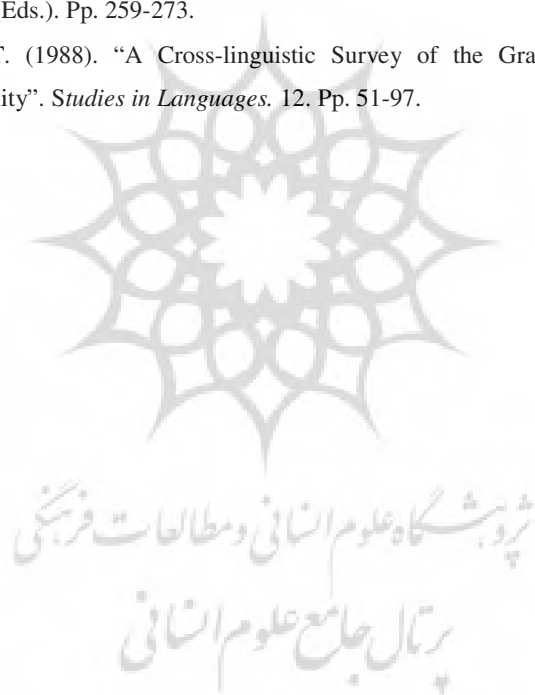 Eds.). Pp. 259-273.
T. (1988). “A Cross-linguistic Survey of the Gra
lity”. Studies in Languages. 12. Pp. 51-97.
پژوهشگاه علوم انسانی و مطالعات فرهنگی
پرتال جامع علوم انسانی